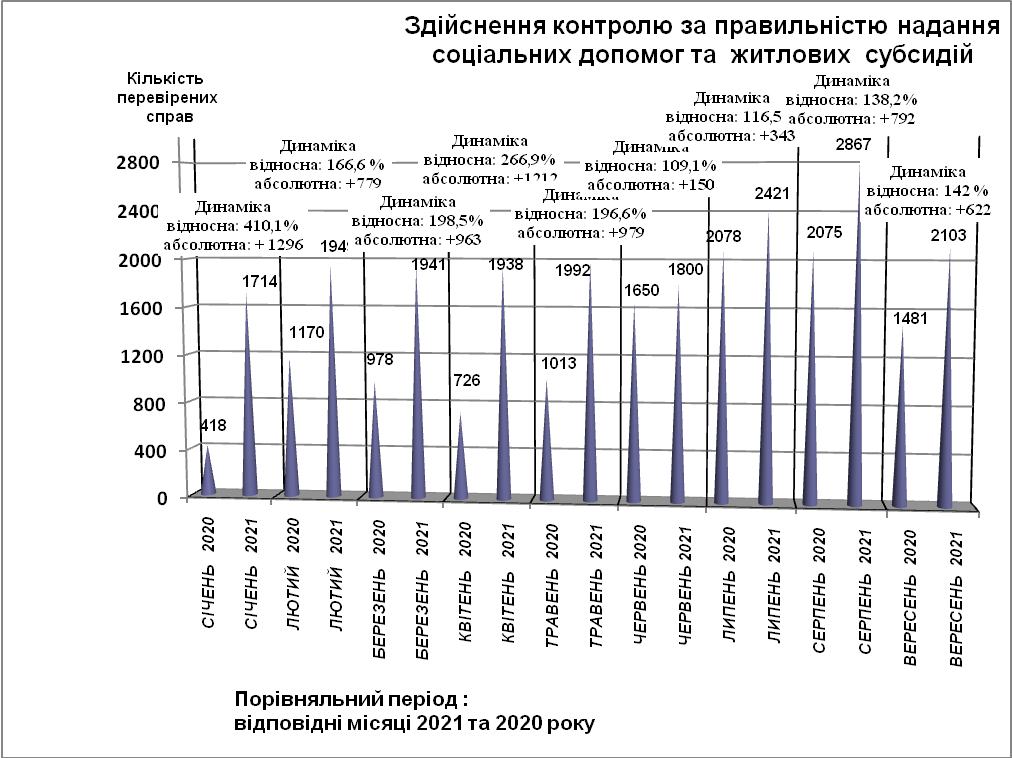 Здійснення контролю за правильністю надання
соціальних допомог та житлових субсидій
Кількість
перевірених
справ
Динаміка
відносна: 410,1%
абсолютна: + 1296
Динаміка
відносна: 166,6 %
абсолютна: +779
Динаміка
відносна: 198,5%
абсолютна: +963
Динаміка
відносна: 266,9%
абсолютна: +1212
Динаміка
відносна: 196,6%
абсолютна: +979
Динаміка
відносна: 109,1%
абсолютна: +150
Динаміка
відносна: 116,5
абсолютна: +343
Динаміка
відносна: 138,2%
абсолютна: +792
Динаміка
відносна: 142 %
абсолютна: +622
2800
2400
2000
1600
1200
800
400
0
418
1714
1170
978
1941
726
1938
1013
1992
1650
1800
2078
2421
2075
2867
1481
2103
СІЧЕНЬ 2020
СІЧЕНЬ 2021
ЛЮТИЙ 2020
ЛЮТИЙ 2021
БЕРЕЗЕНЬ 2020
БЕРЕЗЕНЬ 2021
КВІТЕНЬ 2020
КВІТЕНЬ 2021
ТРАВЕНЬ 2020
ТРАВЕНЬ 2021
ЧЕРВЕНЬ 2020
ЧЕРВЕНЬ 2021
ЛИПЕНЬ 2020
ЛИПЕНЬ 2021
СЕРПЕНЬ 2020
СЕРПЕНЬ 2021
ВЕРЕСЕНЬ 2020
ВЕРЕСЕНЬ 2021
Порівняльний період :
відповідні місяці 2021 та 2020 року